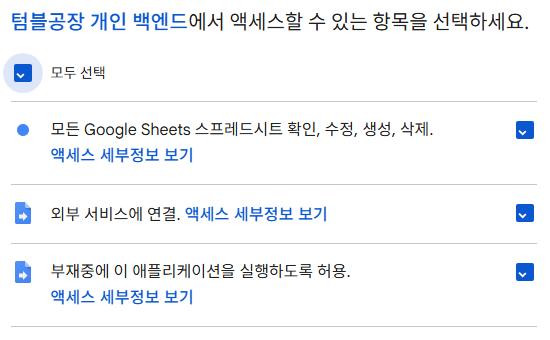 텀블공장 개인 백엔드에서 액세스할 수 있는 항목을 선택하세요.
모두 선택
모든 Google Sheets 스프레드시트 확인, 수정, 생성, 삭제.
액세스 세부정보 보기
외부 서비스에 연결. 액세스 세부정보 보기
부재중에 이 애플리케이션을 실행하도록 허용.
액세스 세부정보 보기